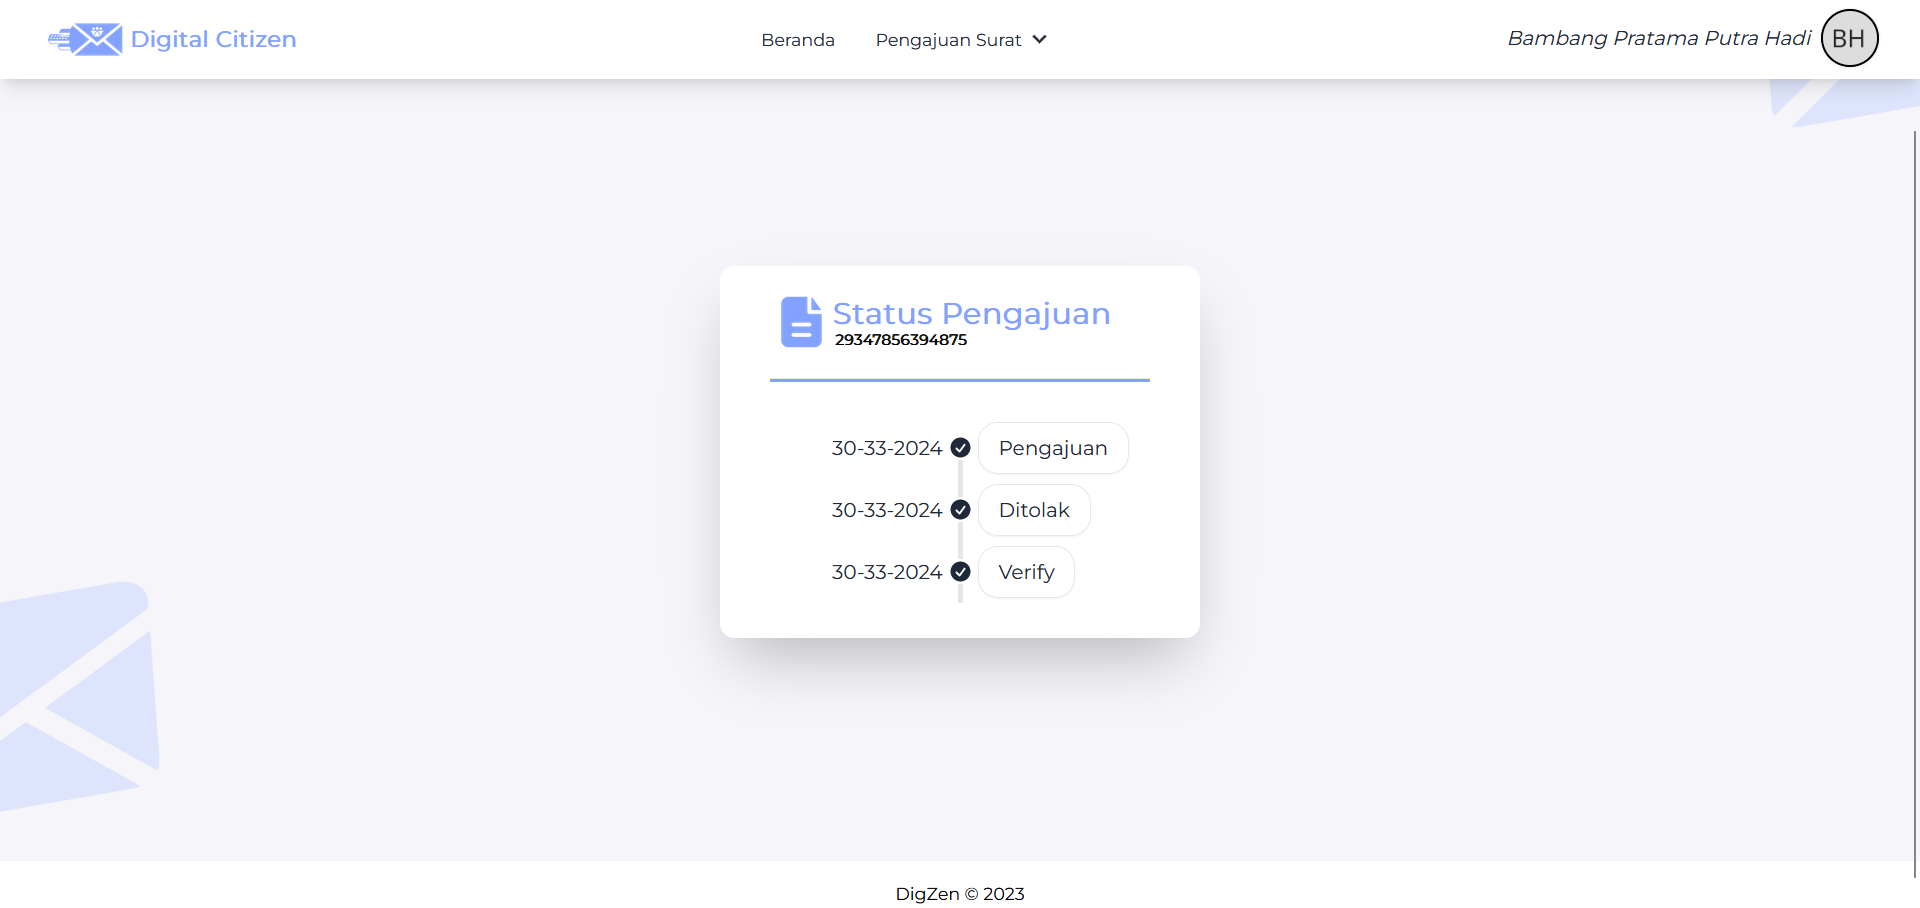 Digital Citizen
Beranda
Pengajuan Surat
Bambang Pratama Putra Hadi
BH
Status Pengajuan
29347856394875
30-33-2024 Pengajuan
30-33-2024 Ditolak
30-33-2024 Verify
DigZen © 2023